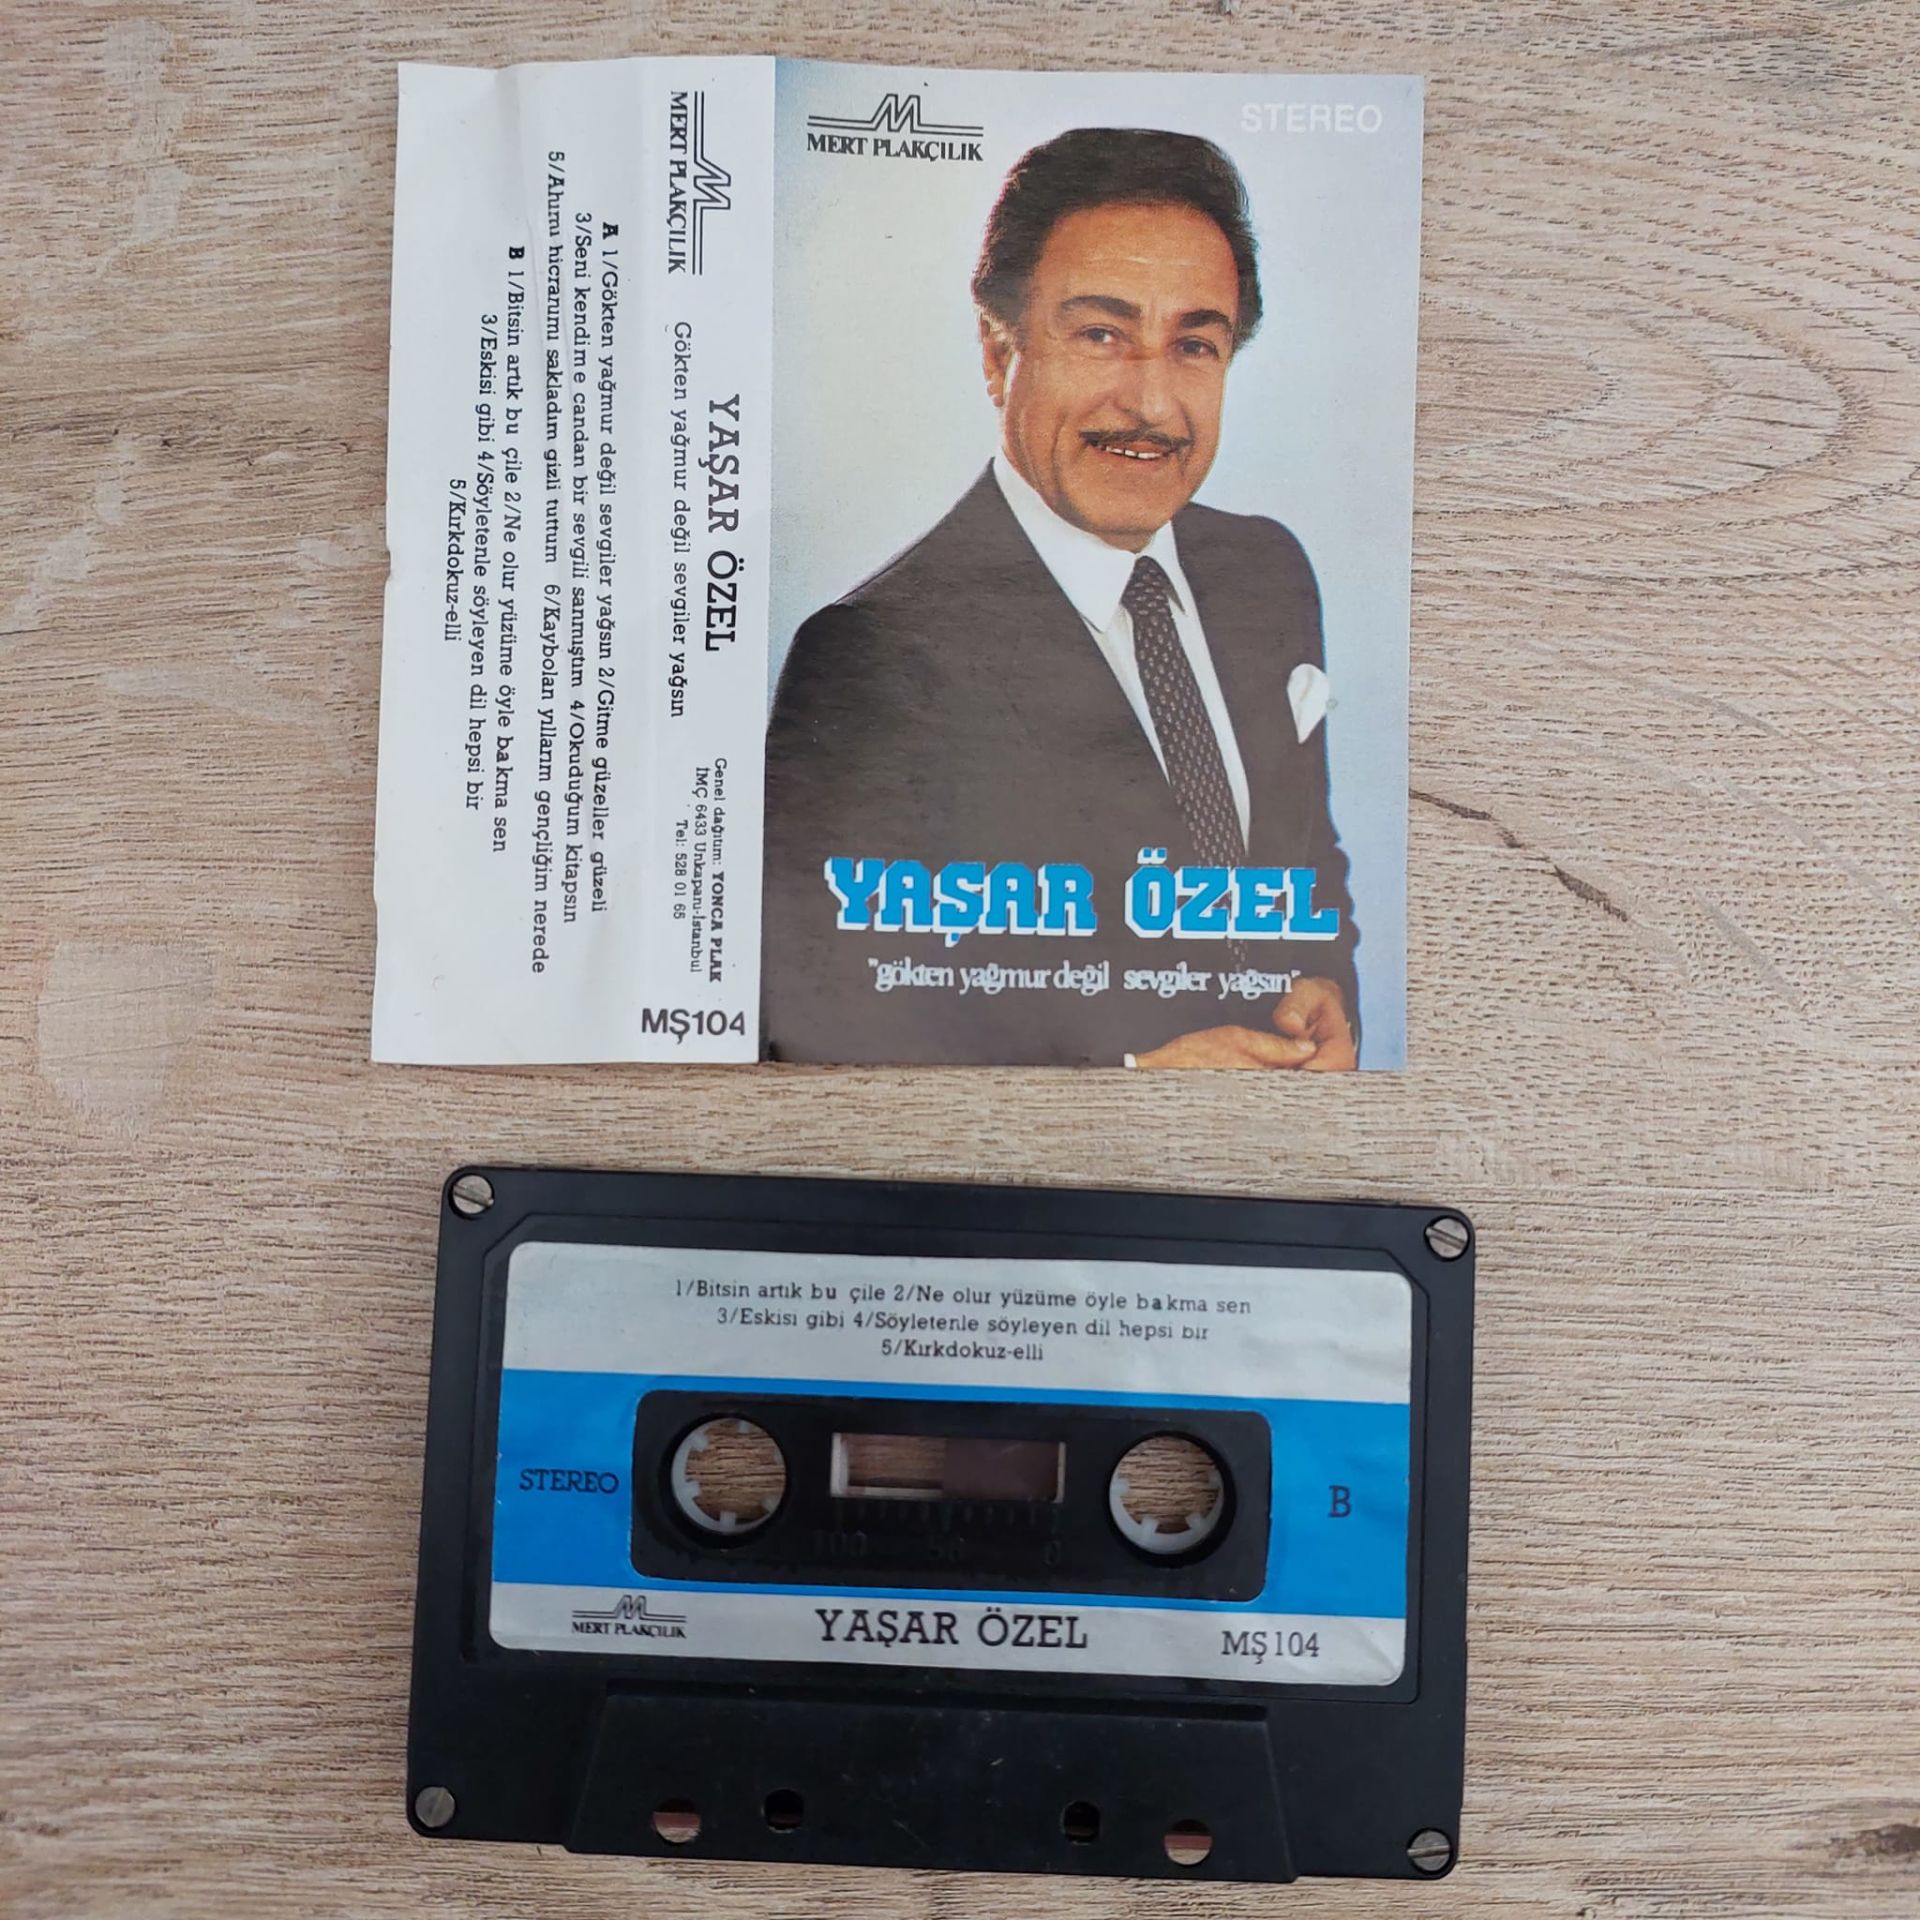 MERT PLAKÇILIK
STEREO
YAŞAR ÖZEL
"gökten yağmur değil sevgiler yağsın"
MERT PLAKÇILIK
YAŞAR ÖZEL
Gökten yağmur değil sevgiler yağsın
Genel dağıtım: YONCA PLAK
İMÇ 6433 Unkapanı-İstanbul
Tel: 528 01 65
MŞ104
A 1/Gökten yağmur değil sevgiler yağsın 2/Gitme güzeller güzeli
3/Seni kendime candan bir sevgili sanmıştım 4/Okuduğum kitapsın
5/Ahımı hicranımı sakladım gizli tuttum 6/Kaybolan yıllarım gençliğim nerede
B 1/Bitsin artık bu çile 2/Ne olur yüzüme öyle bakma sen
3/Eskisi gibi 4/Söyletenle söyleyen dil hepsi bir
5/Kırkdokuz-elli
1/Bitsin artık bu çile 2/Ne olur yüzüme öyle bakma sen
3/Eskisi gibi 4/Söyletenle söyleyen dil hepsi bir
5/Kırkdokuz-elli
STEREO
B
100 50 0
MERT PLAKÇILIK
YAŞAR ÖZEL
MŞ104